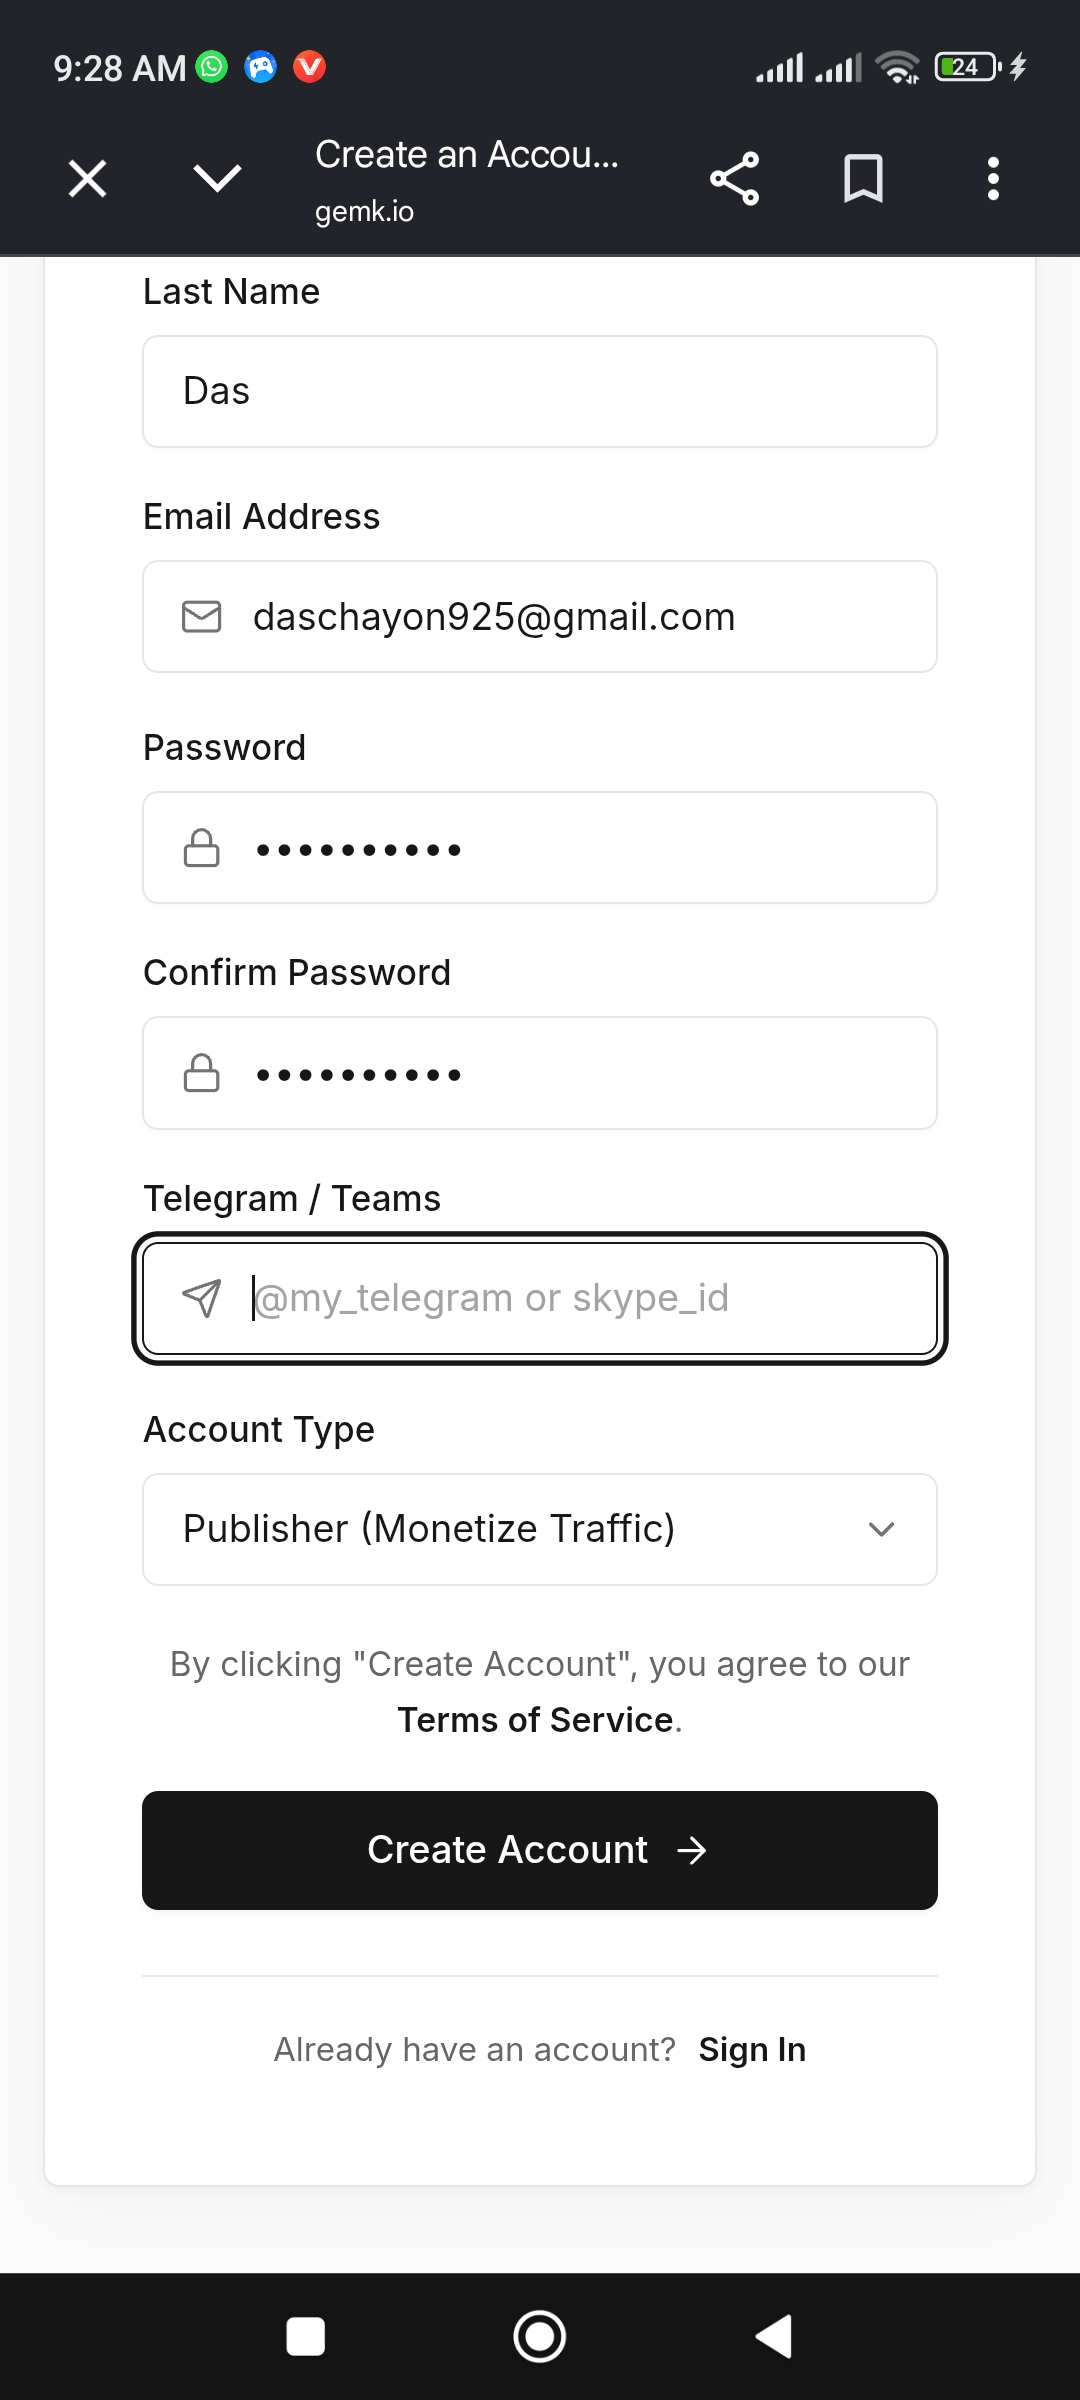 9:28 AM
24
Create an Accou...
gemk.io
Last Name
Das
Email Address
daschayon925@gmail.com
Password
••••••••••
Confirm Password
••••••••••
Telegram / Teams
@my_telegram or skype_id
Account Type
Publisher (Monetize Traffic)
By clicking "Create Account", you agree to our
Terms of Service.
Create Account →
Already have an account? Sign In